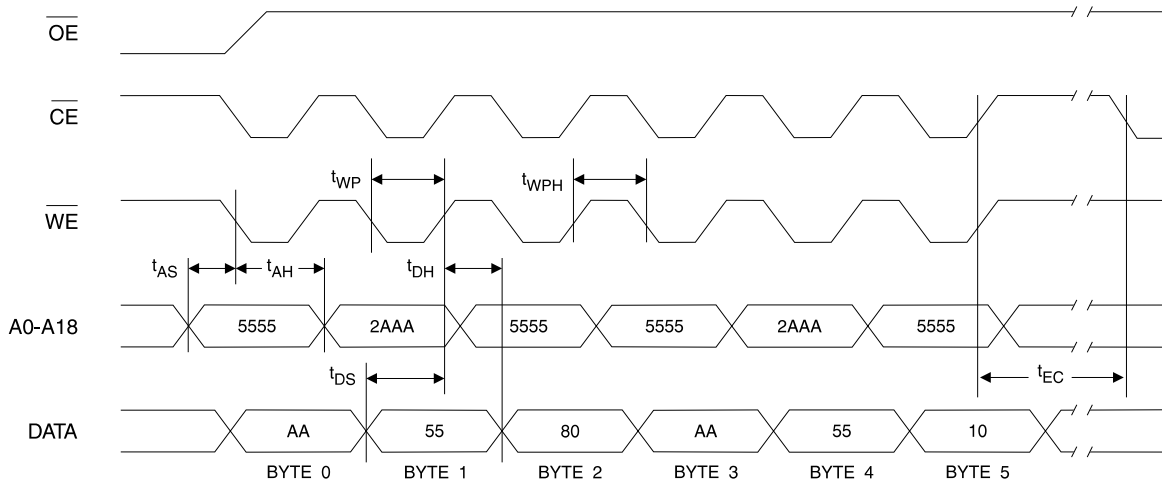 OE
CE
tWP
tWPH
WE
tAS
tAH
tDH
A0-A18
5555
2AAA
5555
5555
2AAA
5555
tDS
tEC
DATA
AA
55
80
AA
55
10
BYTE 0
BYTE 1
BYTE 2
BYTE 3
BYTE 4
BYTE 5